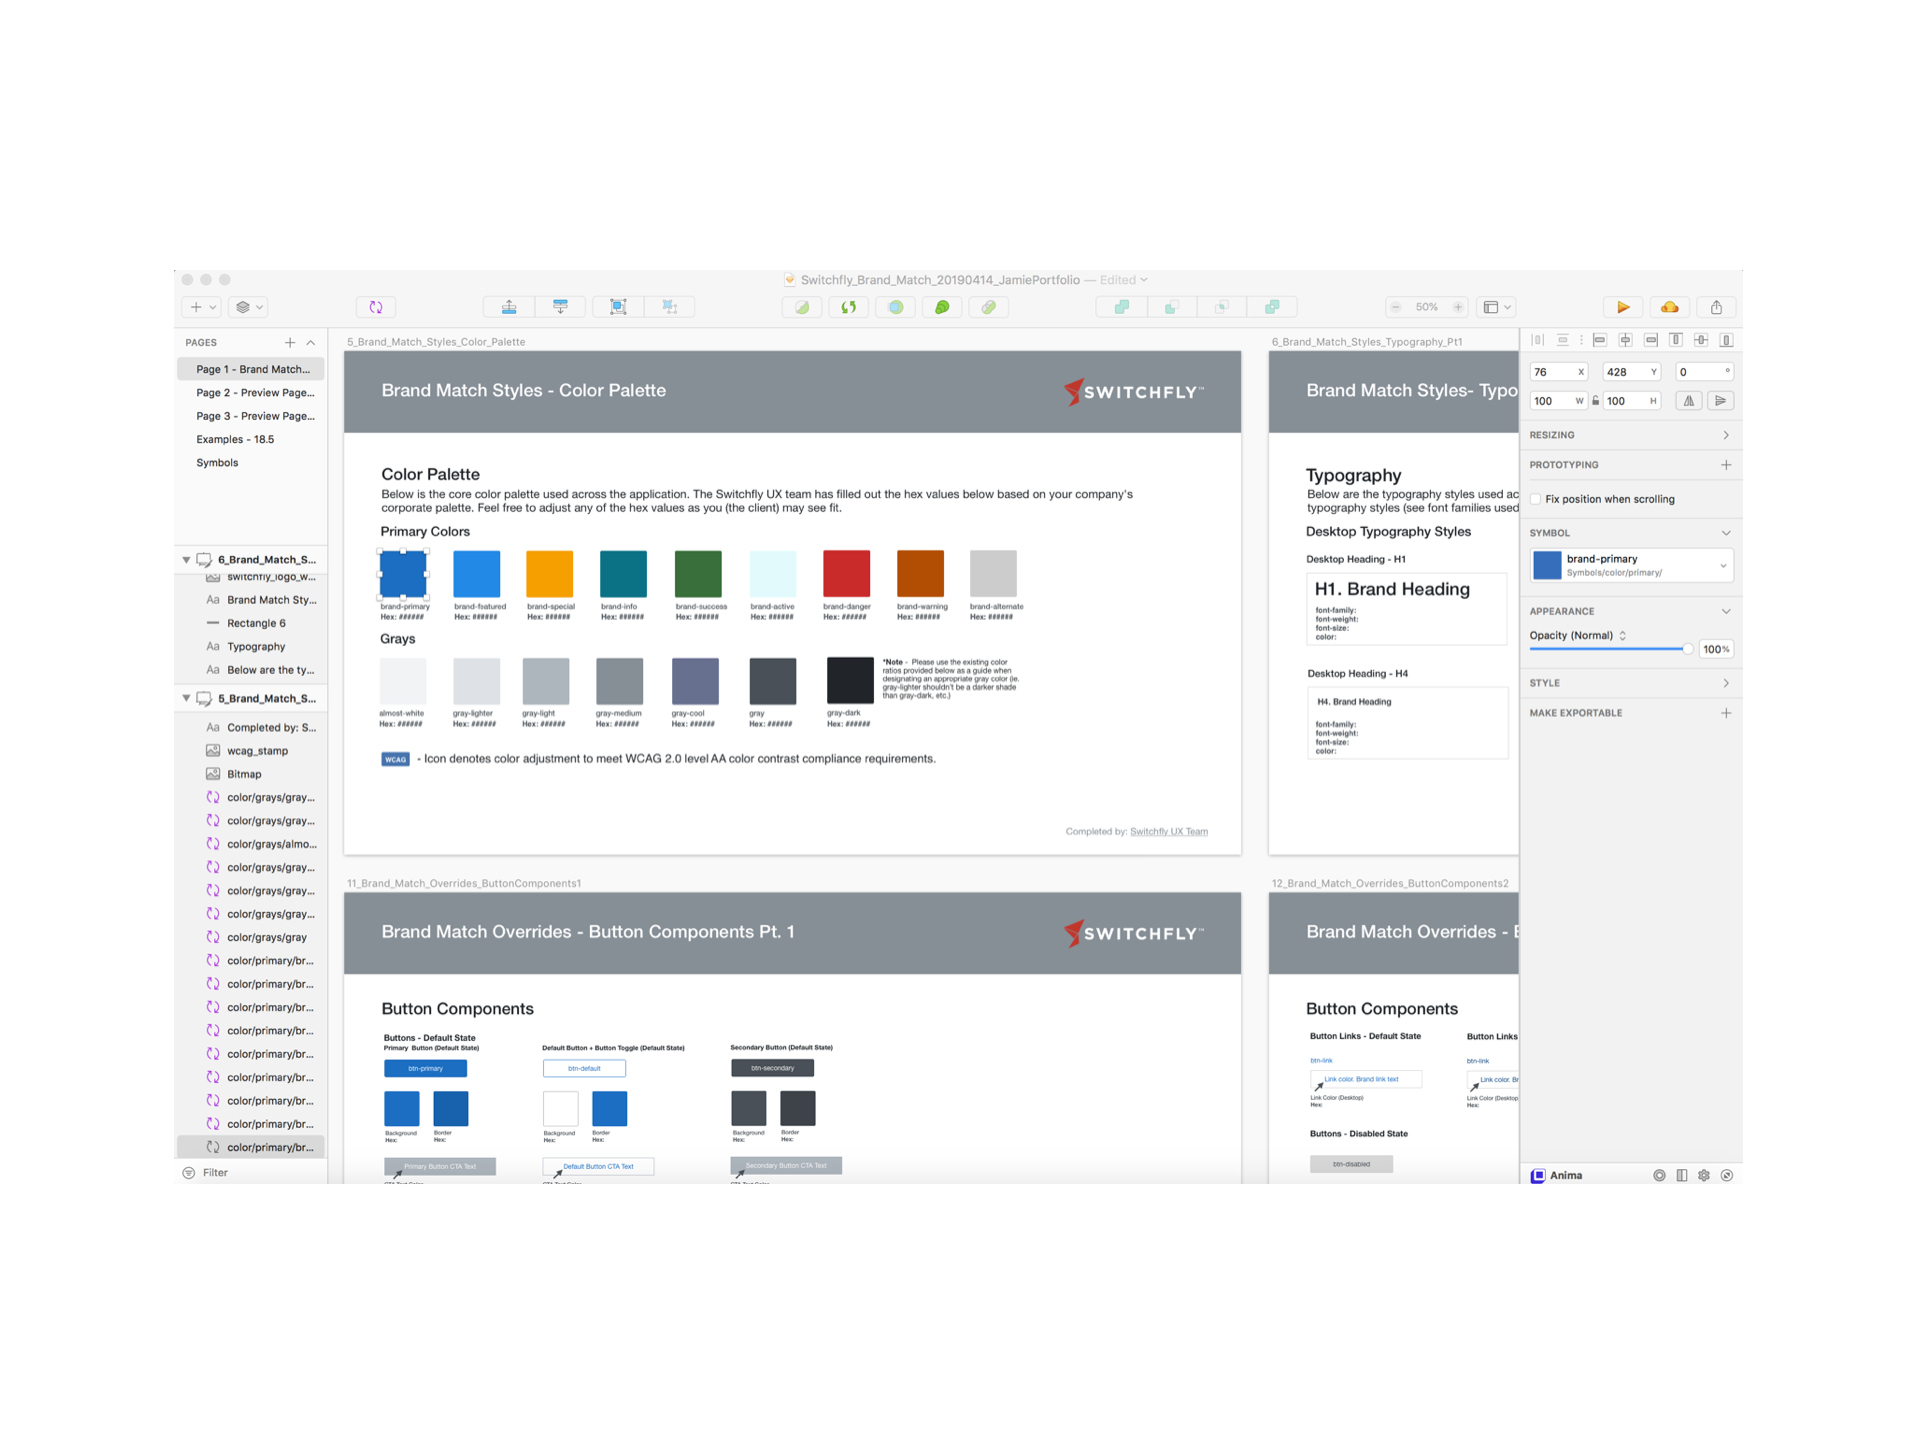 Switchfly_Brand_Match_20190414_JamiePortfolio — Edited
50%
PAGES
Page 1 - Brand Match...
Page 2 - Preview Page...
Page 3 - Preview Page...
Examples - 18.5
Symbols
6_Brand_Match_S...
switchfly_logo_w...
Aa Brand Match Sty...
Rectangle 6
Aa Typography
Aa Below are the ty...
5_Brand_Match_S...
Aa Completed by: S...
wcag_stamp
Bitmap
color/grays/gray...
color/grays/gray...
color/grays/almo...
color/grays/gray...
color/grays/gray...
color/grays/gray...
color/grays/gray
color/primary/br...
color/primary/br...
color/primary/br...
color/primary/br...
color/primary/br...
color/primary/br...
color/primary/br...
color/primary/br...
color/primary/br...
Filter
5_Brand_Match_Styles_Color_Palette
Brand Match Styles - Color Palette
SWITCHFLY™
Color Palette
Below is the core color palette used across the application. The Switchfly UX team has filled out the hex values below based on your company's
corporate palette. Feel free to adjust any of the hex values as you (the client) may see fit.
Primary Colors
brand-primary brand-featured brand-special brand-info brand-success brand-active brand-danger brand-warning brand-alternate
Hex: ###### Hex: ###### Hex: ###### Hex: ###### Hex: ###### Hex: ###### Hex: ###### Hex: ###### Hex: ######
Grays
*Note - Please use the existing color
ratios provided below as a guide when
designating an appropriate gray color (ie.
gray-lighter shouldn't be a darker shade
than gray-dark, etc.)
almost-white gray-lighter gray-light gray-medium gray-cool gray gray-dark
Hex: ###### Hex: ###### Hex: ###### Hex: ###### Hex: ###### Hex: ###### Hex: ######
WCAG - Icon denotes color adjustment to meet WCAG 2.0 level AA color contrast compliance requirements.
Completed by: Switchfly UX Team
6_Brand_Match_Styles_Typography_Pt1
Brand Match Styles- Typo
Typography
Below are the typography styles used ac
typography styles (see font families used
Desktop Typography Styles
Desktop Heading - H1
H1. Brand Heading
font-family:
font-weight:
font-size:
color:
Desktop Heading - H4
H4. Brand Heading
font-family:
font-weight:
font-size:
color:
11_Brand_Match_Overrides_ButtonComponents1
Brand Match Overrides - Button Components Pt. 1
SWITCHFLY™
Button Components
Buttons - Default State
Primary Button (Default State) Default Button + Button Toggle (Default State) Secondary Button (Default State)
btn-primary btn-default btn-secondary
Background Border Background Border Background Border
Hex: Hex: Hex: Hex: Hex: Hex:
Primary Button CTA Text Default Button CTA Text Secondary Button CTA Text
12_Brand_Match_Overrides_ButtonComponents2
Brand Match Overrides - B
Button Components
Button Links - Default State Button Links
btn-link btn-link
Link color. Brand link text Link color. Br
Link Color (Desktop) Link Color (Desktop
Hex: Hex:
Buttons - Disabled State
btn-disabled
76 X 428 Y 0 °
100 W 100 H
RESIZING
PROTOTYPING
Fix position when scrolling
SYMBOL
brand-primary
Symbols/color/primary/
APPEARANCE
Opacity (Normal)
100%
STYLE
MAKE EXPORTABLE
Anima